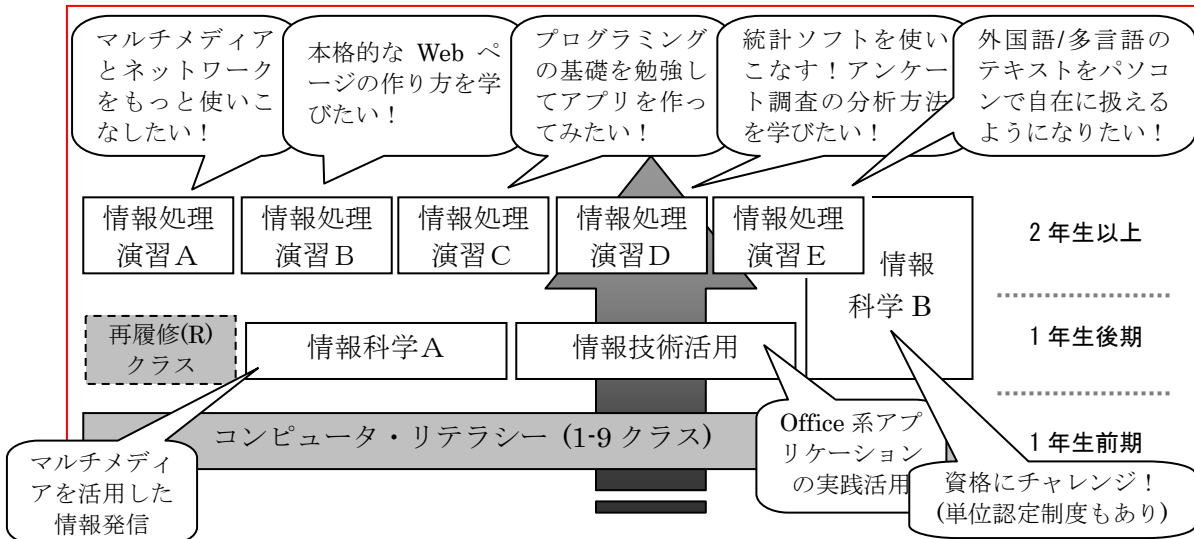 マルチメディア
とネットワーク
をもっと使いこ
なしたい！
本格的な Web ペ
ージの作り方を学
びたい！
プログラミング
の基礎を勉強し
てアプリを作っ
てみたい！
統計ソフトを使い
こなす！アンケー
ト調査の分析方法
を学びたい！
外国語/多言語の
テキストをパソコ
ンで自在に扱える
ようになりたい！
情報処理
演習Ａ
情報処理
演習Ｂ
情報処理
演習Ｃ
情報処理
演習Ｄ
情報処理
演習Ｅ
情報
科学 B
2 年生以上
再履修(R)
クラス
情報科学Ａ
情報技術活用
1 年生後期
コンピュータ・リテラシー (1-9 クラス)
1 年生前期
マルチメディ
アを活用した
情報発信
Office 系アプ
リケーション
の実践活用
資格にチャレンジ！
(単位認定制度もあり)